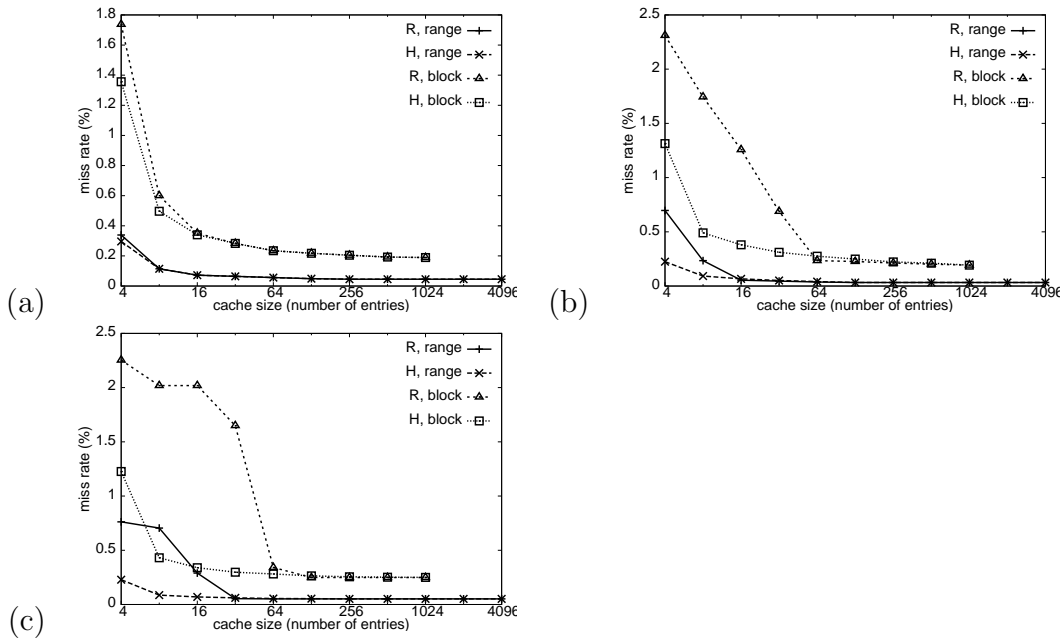 1.8
1.6
1.4
1.2
1
0.8
0.6
0.4
0.2
0
miss rate (%)
R, range
H, range
R, block
H, block
4 16 64 256 1024 4096
cache size (number of entries)
(a)
2.5
2
1.5
1
0.5
0
miss rate (%)
R, range
H, range
R, block
H, block
4 16 64 256 1024 4096
cache size (number of entries)
(b)
2.5
2
1.5
1
0.5
0
miss rate (%)
R, range
H, range
R, block
H, block
4 16 64 256 1024 4096
cache size (number of entries)
(c)